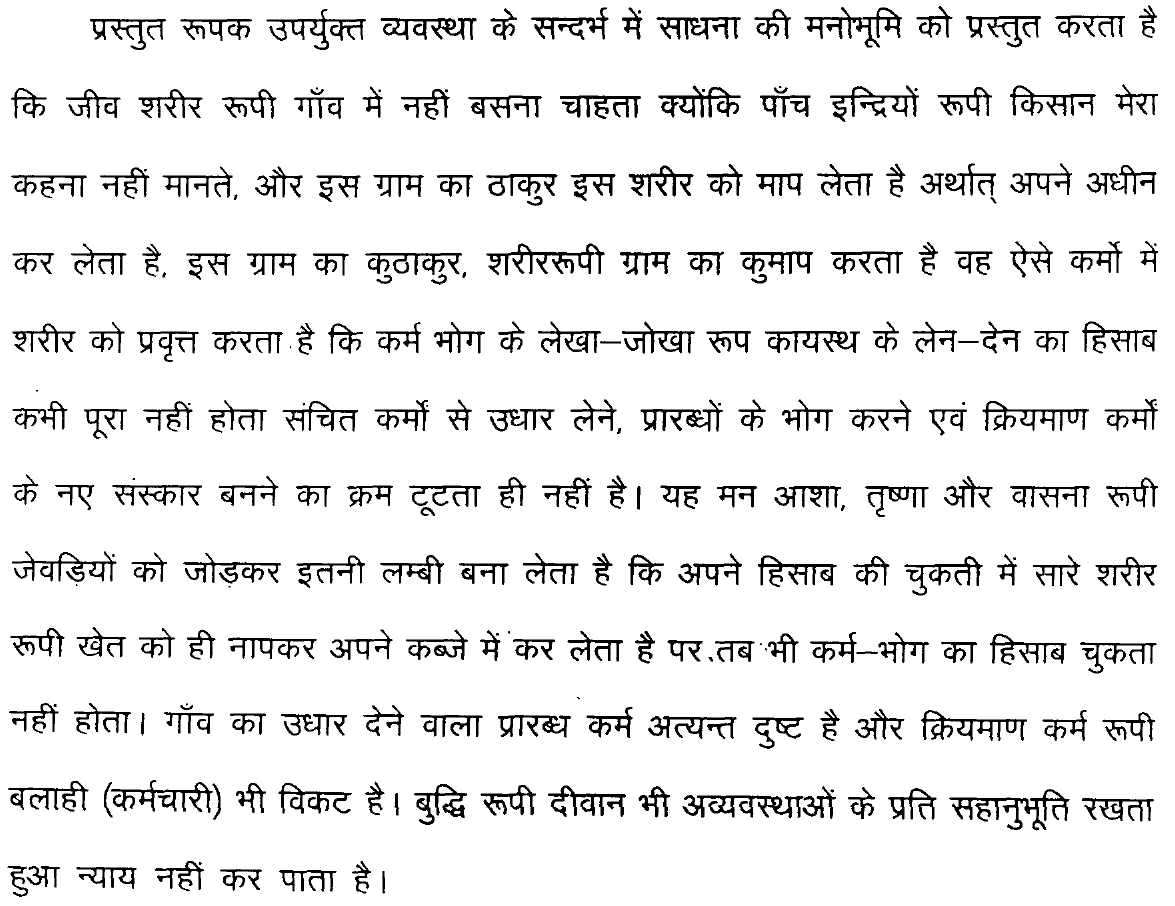 प्रस्तुत रूपक उपर्युक्त व्यवस्था के सन्दर्भ में साधना की मनोभूमि को प्रस्तुत करता है
कि जीव शरीर रूपी गाँव में नहीं बसना चाहता क्योंकि पाँच इन्द्रियों रूपी किसान मेरा
कहना नहीं मानते, और इस ग्राम का ठाकुर इस शरीर को माप लेता है अर्थात् अपने अधीन
कर लेता है, इस ग्राम का कुठाकुर, शरीररूपी ग्राम का कुमाप करता है वह ऐसे कर्मो में
शरीर को प्रवृत्त करता है कि कर्म भोग के लेखा–जोखा रूप कायस्थ के लेन–देन का हिसाब
कभी पूरा नहीं होता संचित कर्मों से उधार लेने, प्रारब्धों के भोग करने एवं क्रियमाण कर्मों
के नए संस्कार बनने का क्रम टूटता ही नहीं है। यह मन आशा, तृष्णा और वासना रूपी
जेवड़ियों को जोड़कर इतनी लम्बी बना लेता है कि अपने हिसाब की चुकती में सारे शरीर
रूपी खेत को ही नापकर अपने कब्जे में कर लेता है पर तब भी कर्म–भोग का हिसाब चुकता
नहीं होता। गाँव का उधार देने वाला प्रारब्ध कर्म अत्यन्त दुष्ट है और क्रियमाण कर्म रूपी
बलाही (कर्मचारी) भी विकट है। बुद्धि रूपी दीवान भी अव्यवस्थाओं के प्रति सहानुभूति रखता
हुआ न्याय नहीं कर पाता है।